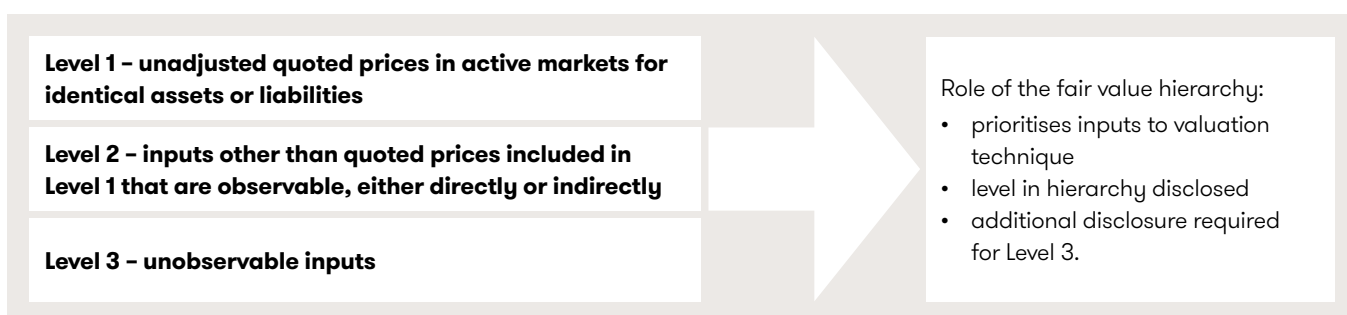 Level 1 – unadjusted quoted prices in active markets for
identical assets or liabilities
Level 2 – inputs other than quoted prices included in
Level 1 that are observable, either directly or indirectly
Level 3 – unobservable inputs
Role of the fair value hierarchy:
• prioritises inputs to valuation
technique
• level in hierarchy disclosed
• additional disclosure required
for Level 3.